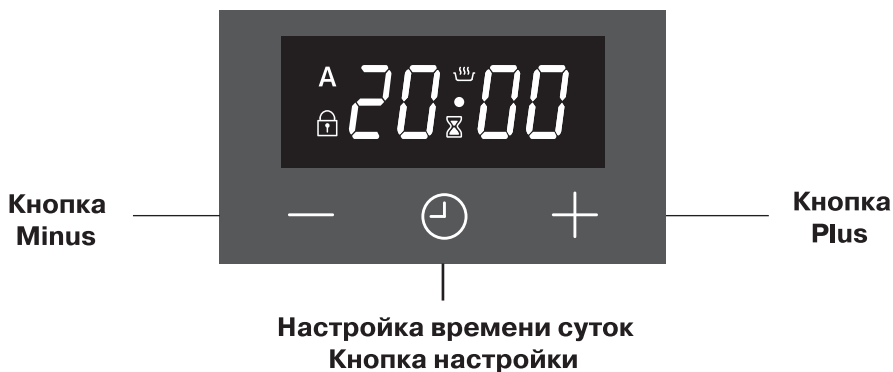 A 20:00
Кнопка
Minus
Кнопка
Plus
Настройка времени суток
Кнопка настройки